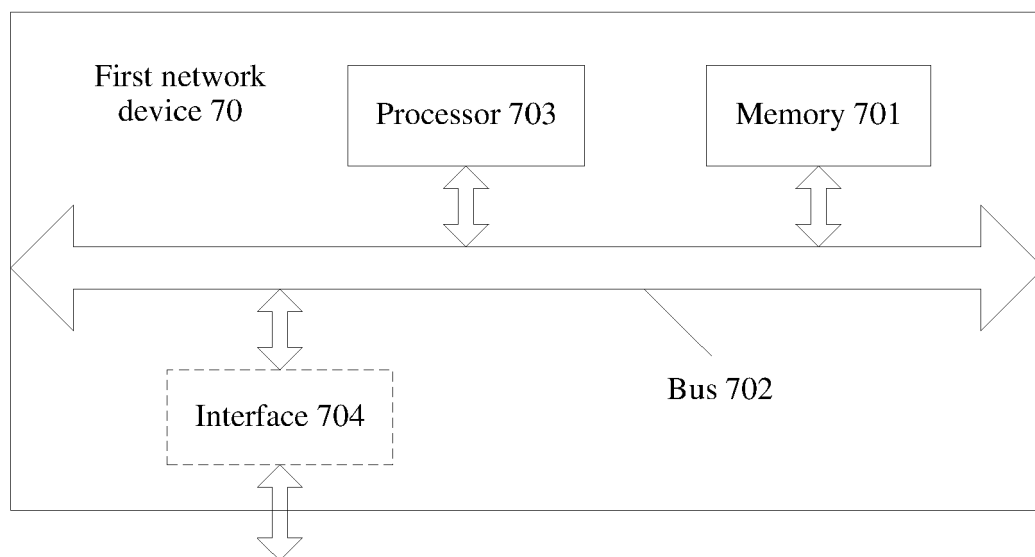 First network
device 70
Processor 703
Memory 701
Interface 704
Bus 702